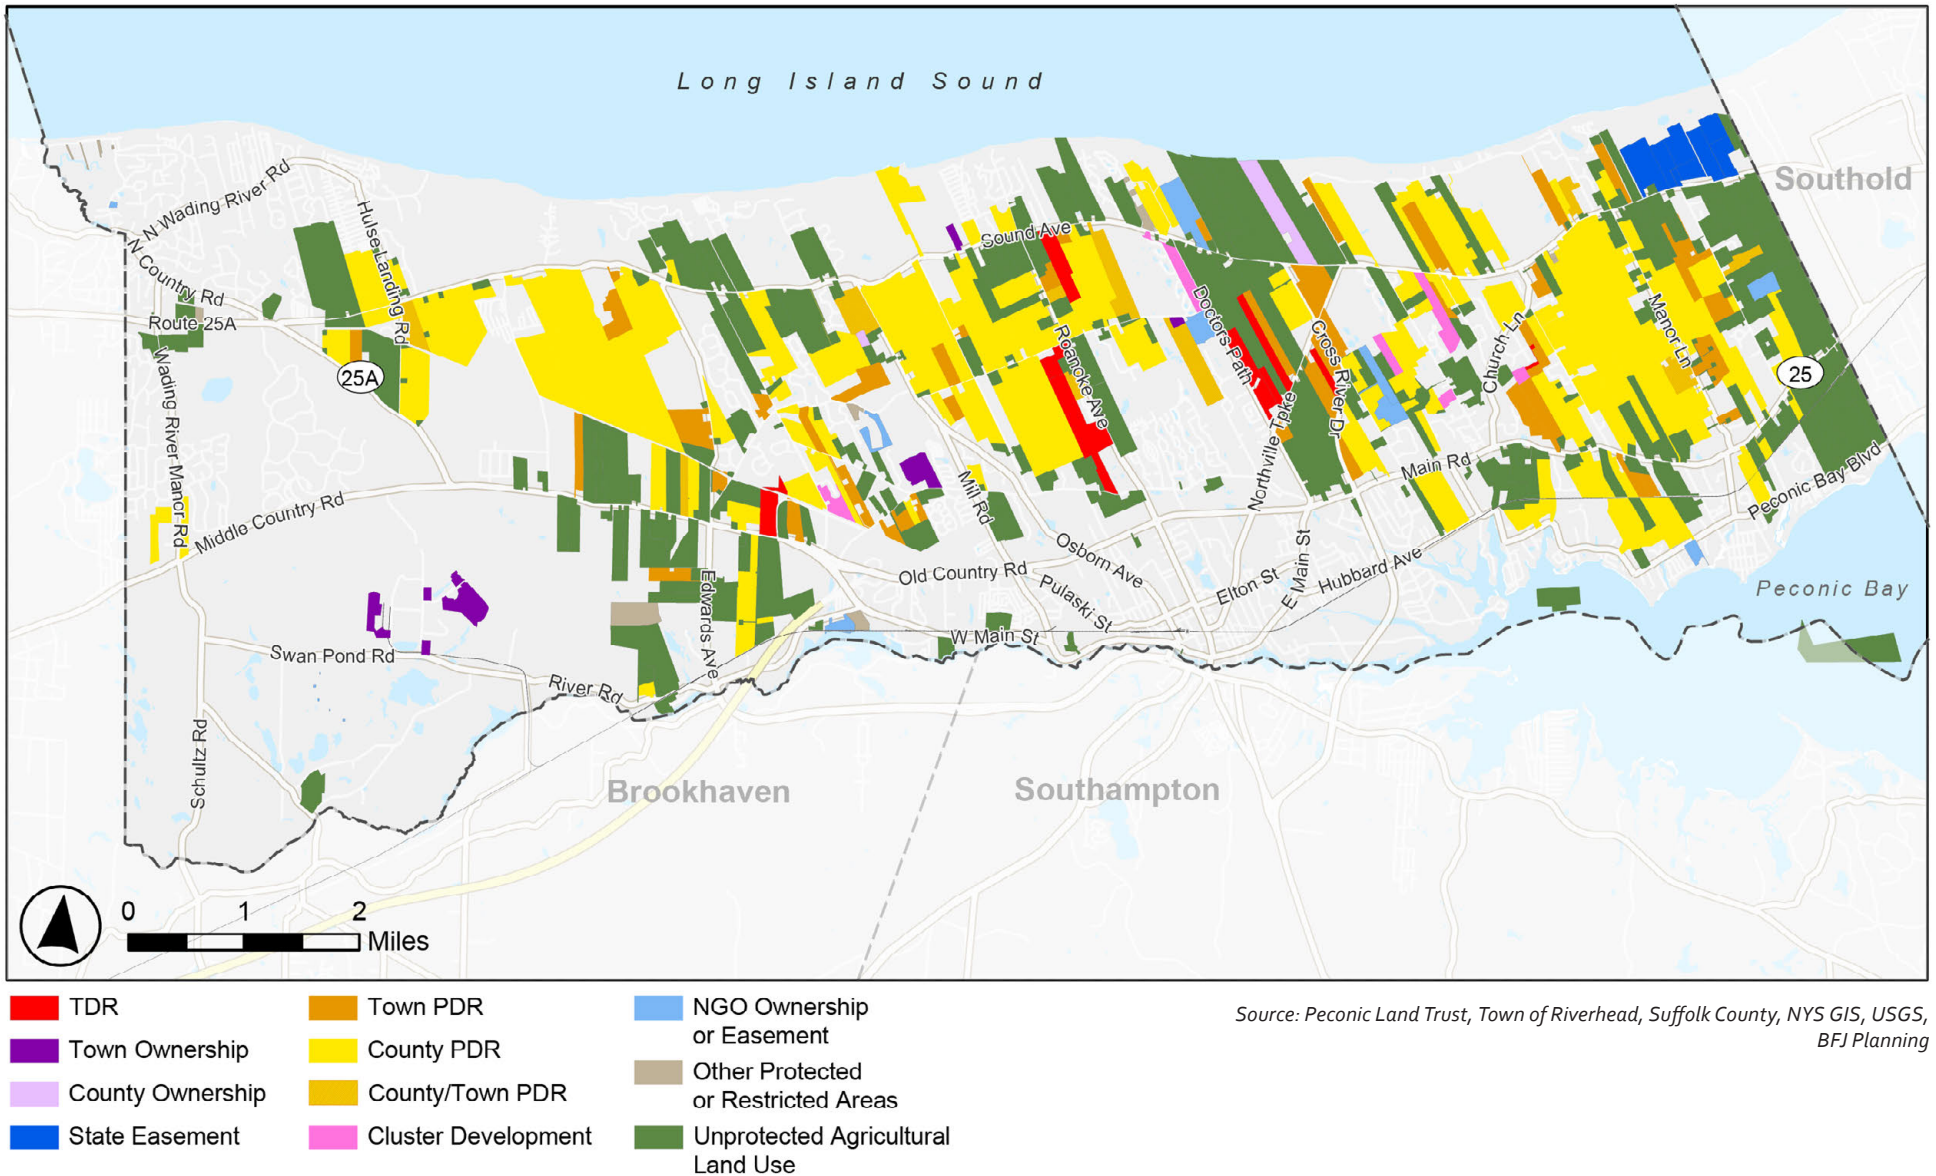 Long Island Sound
Southold
N Wading River Rd
Hulse Landing Rd
Sound Ave
N Country Rd
Route 25A
25A
Wading River Manor Rd
Doctors Path
Roanoke Ave
Cross River Dr
Church Ln
Manor Ln
25
Northville Tpke
Main Rd
Peconic Bay Blvd
Mill Rd
Middle Country Rd
Osborn Ave
Old Country Rd
Pulaski St
Elton St
E Main St
Hubbard Ave
Edwards Ave
Peconic Bay
W Main St
Swan Pond Rd
River Rd
Schultz Rd
Brookhaven
Southampton
0 1 2
Miles
TDR
Town Ownership
County Ownership
State Easement
Town PDR
County PDR
County/Town PDR
Cluster Development
NGO Ownership
or Easement
Other Protected
or Restricted Areas
Unprotected Agricultural
Land Use
Source: Peconic Land Trust, Town of Riverhead, Suffolk County, NYS GIS, USGS,
BFJ Planning